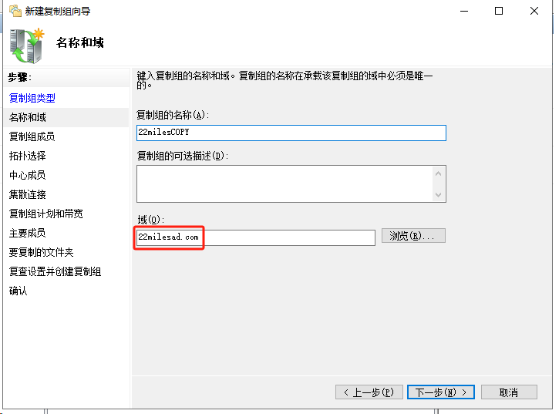 新建复制组向导
名称和域
步骤:
复制组类型
名称和域
复制组成员
拓扑选择
中心成员
集散连接
复制组计划和带宽
主要成员
要复制的文件夹
复查设置并创建复制组
确认
键入复制组的名称和域。复制组的名称在承载该复制组的域中必须是唯一
的。
复制组的名称(A):
22milesCOPY
复制组的可选描述(D):
域(O):
22milesad.com
浏览(R)...
< 上一步(P)
下一步(N) >
取消